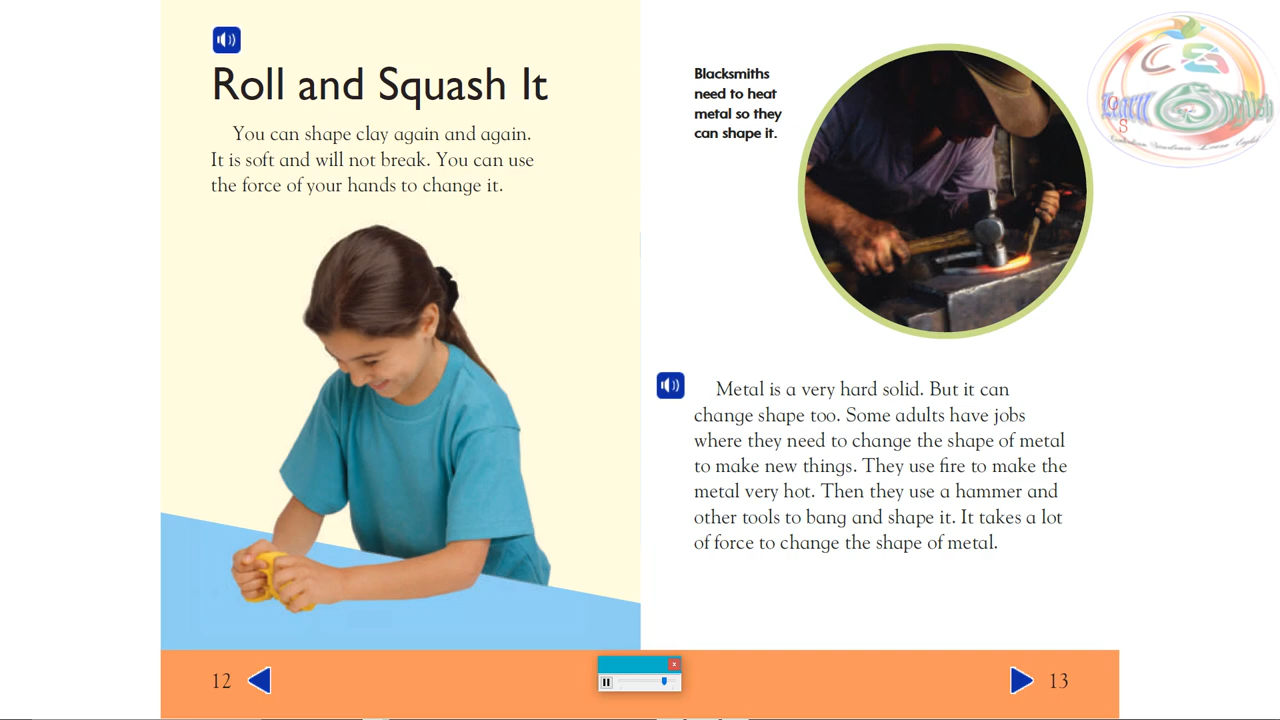 Roll and Squash It
You can shape clay again and again.
It is soft and will not break. You can use
the force of your hands to change it.
12
Blacksmiths
need to heat
metal so they
can shape it.
Metal is a very hard solid. But it can
change shape too. Some adults have jobs
where they need to change the shape of metal
to make new things. They use fire to make the
metal very hot. Then they use a hammer and
other tools to bang and shape it. It takes a lot
of force to change the shape of metal.
13
Learn English